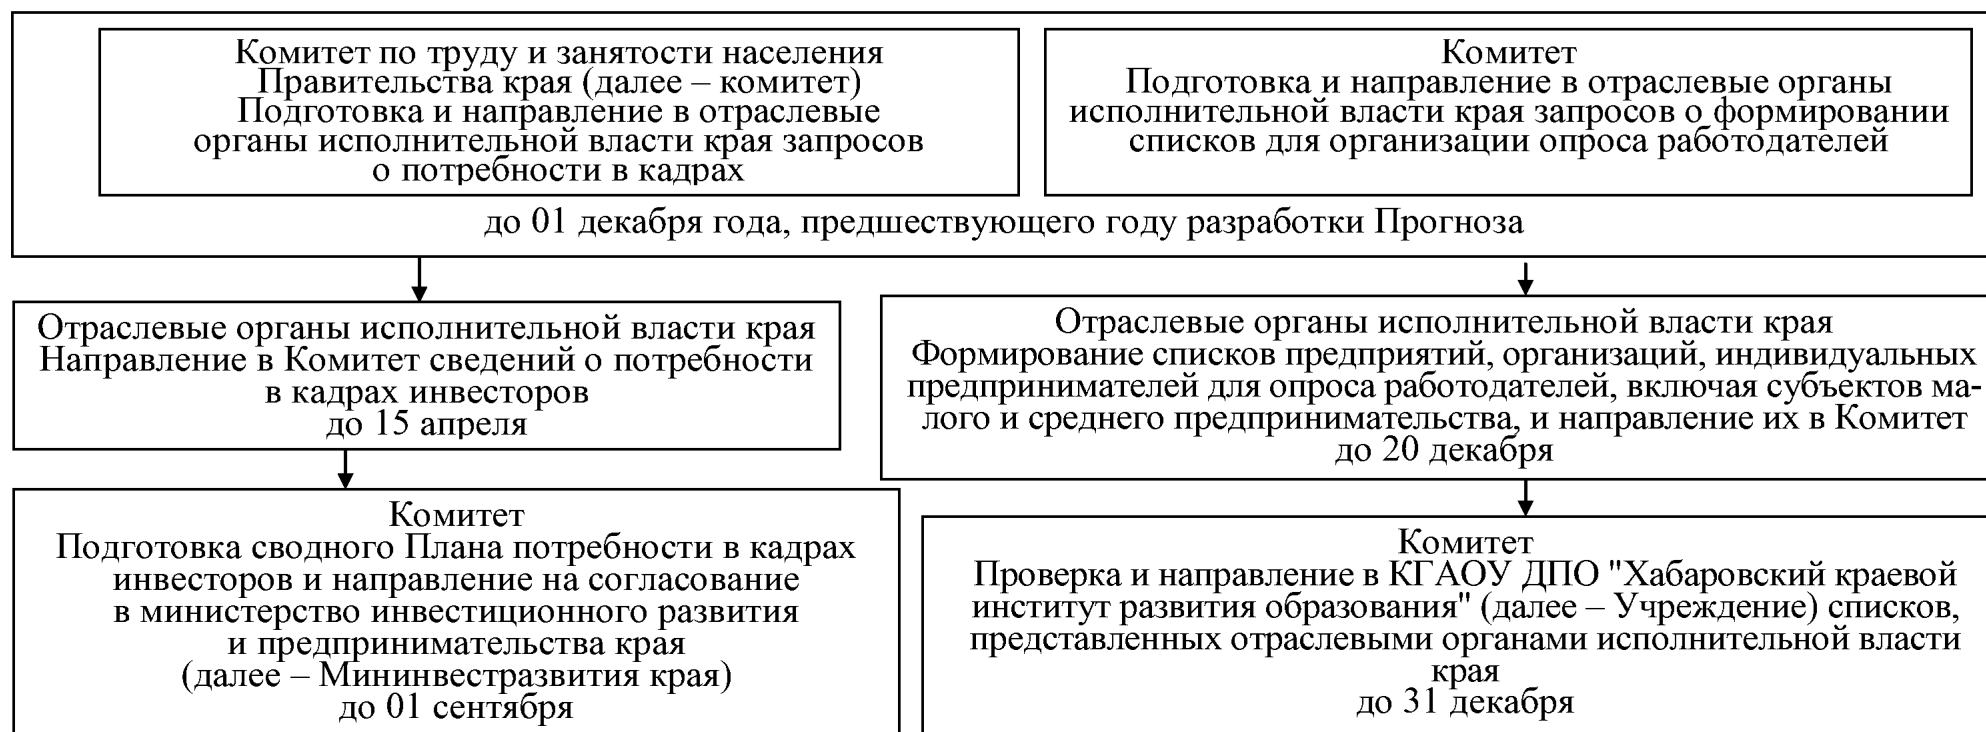 Комитет по труду и занятости населения
Правительства края (далее – комитет)
Подготовка и направление в отраслевые
органы исполнительной власти края запросов
о потребности в кадрах
Комитет
Подготовка и направление в отраслевые органы
исполнительной власти края запросов о формировании
списков для организации опроса работодателей
до 01 декабря года, предшествующего году разработки Прогноза
Отраслевые органы исполнительной власти края
Направление в Комитет сведений о потребности
в кадрах инвесторов
до 15 апреля
Отраслевые органы исполнительной власти края
Формирование списков предприятий, организаций, индивидуальных
предпринимателей для опроса работодателей, включая субъектов ма-
лого и среднего предпринимательства, и направление их в Комитет
до 20 декабря
Комитет
Подготовка сводного Плана потребности в кадрах
инвесторов и направление на согласование
в министерство инвестиционного развития
и предпринимательства края
(далее – Мининвестразвития края)
до 01 сентября
Комитет
Проверка и направление в КГАОУ ДПО "Хабаровский краевой
институт развития образования" (далее – Учреждение) списков,
представленных отраслевыми органами исполнительной власти
края
до 31 декабря